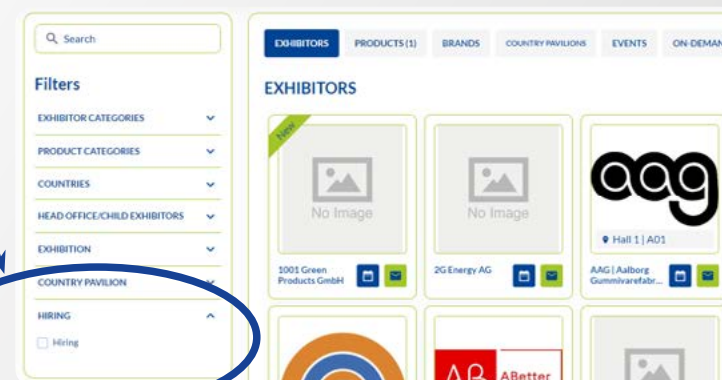 Search
Filters
EXHIBITOR CATEGORIES
PRODUCT CATEGORIES
COUNTRIES
HEAD OFFICE/CHILD EXHIBITORS
EXHIBITION
COUNTRY PAVILION
HIRING
Hiring
EXHIBITORS PRODUCTS (1) BRANDS COUNTRY PAVILIONS EVENTS ON-DEMAN
EXHIBITORS
New
No Image
1001 Green
Products GmbH
No Image
2G Energy AG
aag
Hall 1 | A01
AAG | Aalborg
Gummivarefabr...
AB ABetter